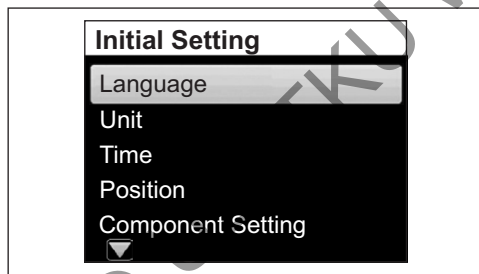 Initial Setting
Language
Unit
Time
Position
Component Setting